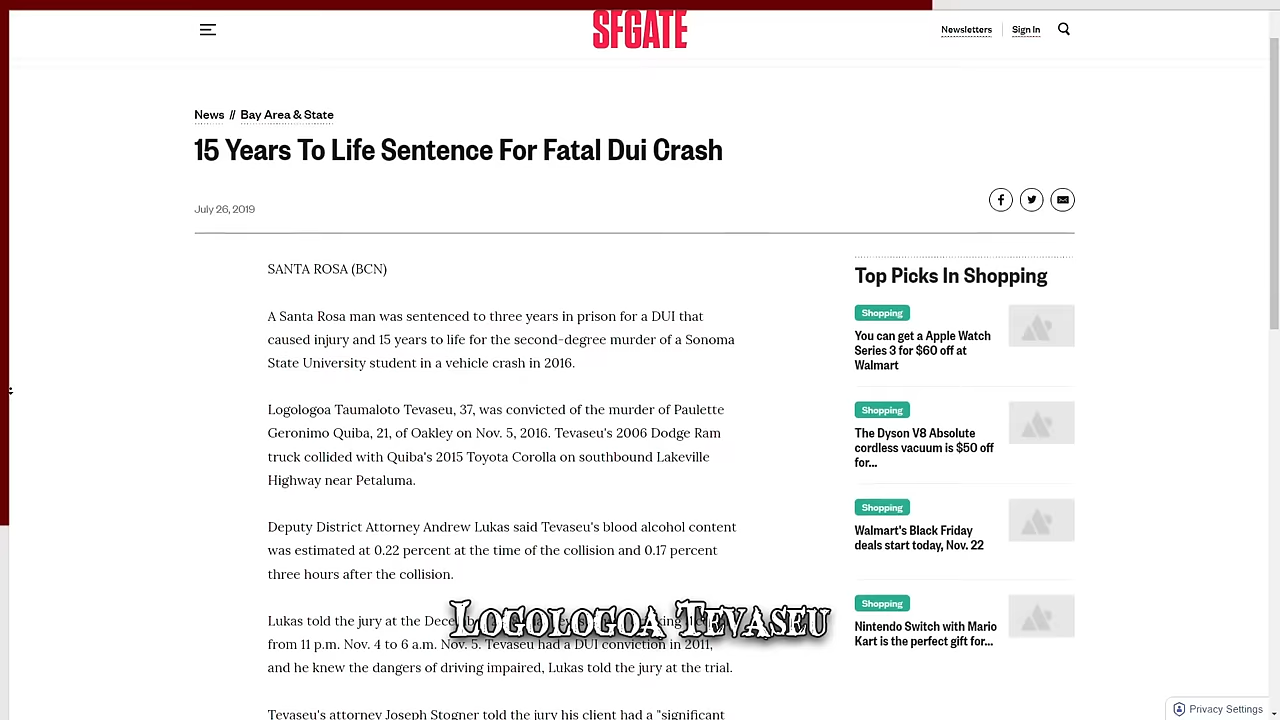 SFGATE
Newsletters
Sign In
News // Bay Area & State
15 Years To Life Sentence For Fatal Dui Crash
July 26, 2019
SANTA ROSA (BCN)
A Santa Rosa man was sentenced to three years in prison for a DUI that
caused injury and 15 years to life for the second-degree murder of a Sonoma
State University student in a vehicle crash in 2016.
Logologoa Taumaloto Tevaseu, 37, was convicted of the murder of Paulette
Geronimo Quiba, 21, of Oakley on Nov. 5, 2016. Tevaseu's 2006 Dodge Ram
truck collided with Quiba's 2015 Toyota Corolla on southbound Lakeville
Highway near Petaluma.
Deputy District Attorney Andrew Lukas said Tevaseu's blood alcohol content
was estimated at 0.22 percent at the time of the collision and 0.17 percent
three hours after the collision.
Lukas told the jury at the
from 11 p.m. Nov. 4 to 6 a.m. Nov. 5. Tevaseu had a DUI conviction in 2011,
and he knew the dangers of driving impaired, Lukas told the jury at the trial.
Tevaseu's attorney Joseph Stogner told the jury his client had a "significant
Logologoa Tevaseu
Top Picks In Shopping
Shopping
You can get a Apple Watch
Series 3 for $60 off at
Walmart
Shopping
The Dyson V8 Absolute
cordless vacuum is $50 off
for...
Shopping
Walmart's Black Friday
deals start today, Nov. 22
Shopping
Nintendo Switch with Mario
Kart is the perfect gift for...
Privacy Settings